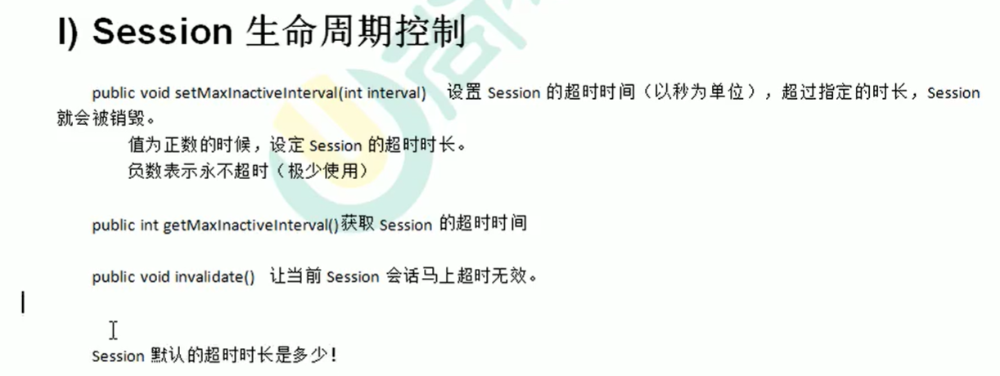 I) Session 生命周期控制
public void setMaxInactiveInterval(int interval) 设置 Session 的超时时间（以秒为单位），超过指定的时长，Session
就会被销毁。
值为正数的时候，设定 Session 的超时时长。
负数表示永不超时（极少使用）
public int getMaxInactiveInterval()获取 Session 的超时时间
public void invalidate() 让当前 Session 会话马上超时无效。
Session 默认的超时时长是多少！